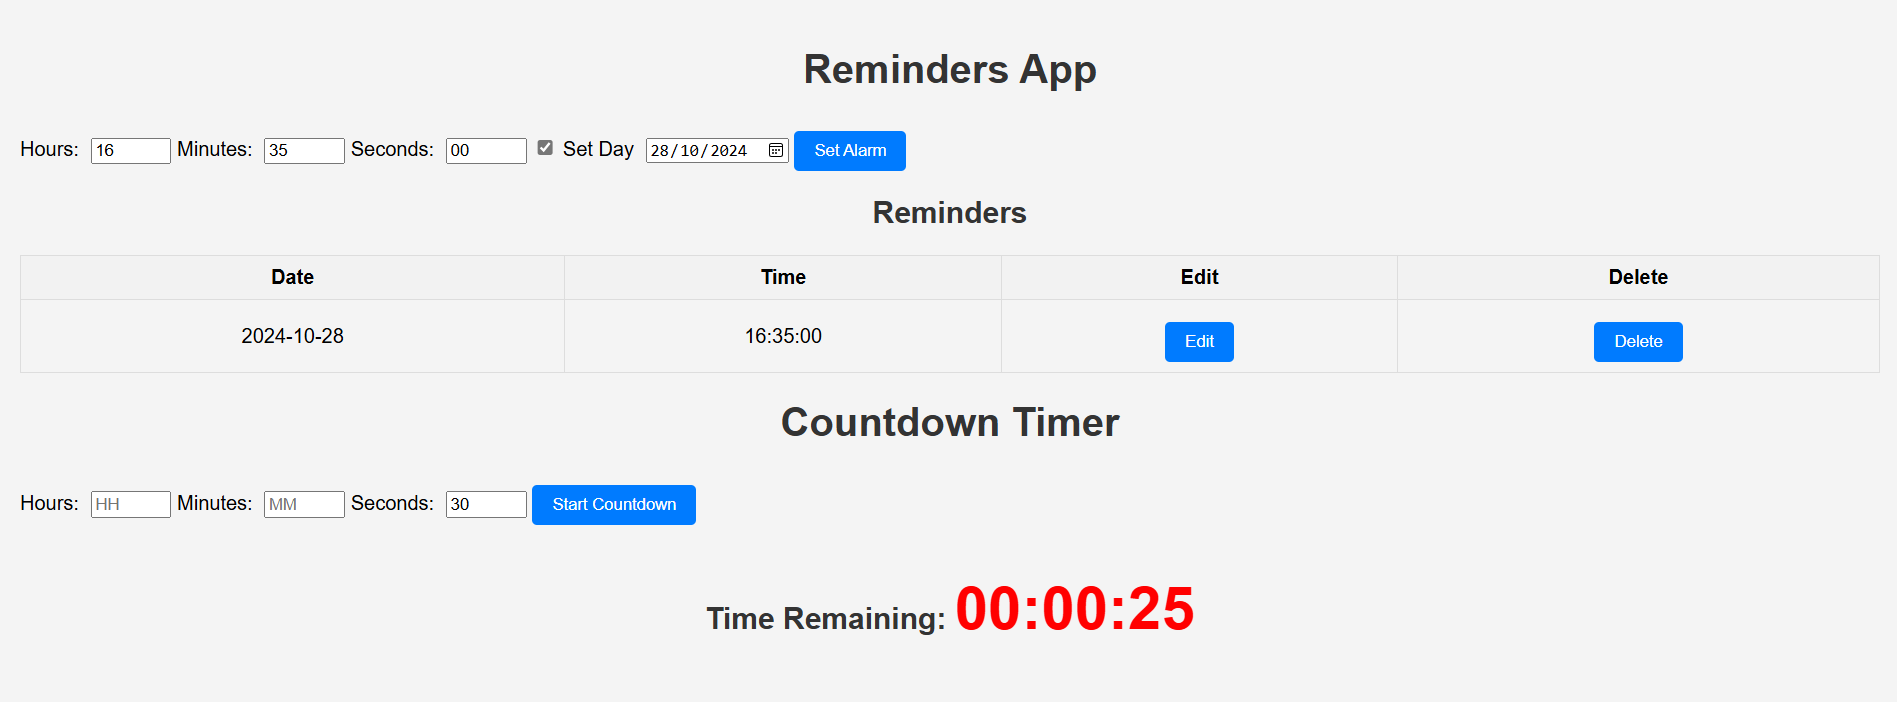 Reminders App
Hours: 16 Minutes: 35 Seconds: 00 Set Day 28/10/2024 Set Alarm
Reminders
Date Time Edit Delete
2024-10-28 16:35:00 Edit Delete
Countdown Timer
Hours: HH Minutes: MM Seconds: 30 Start Countdown
Time Remaining: 00:00:25